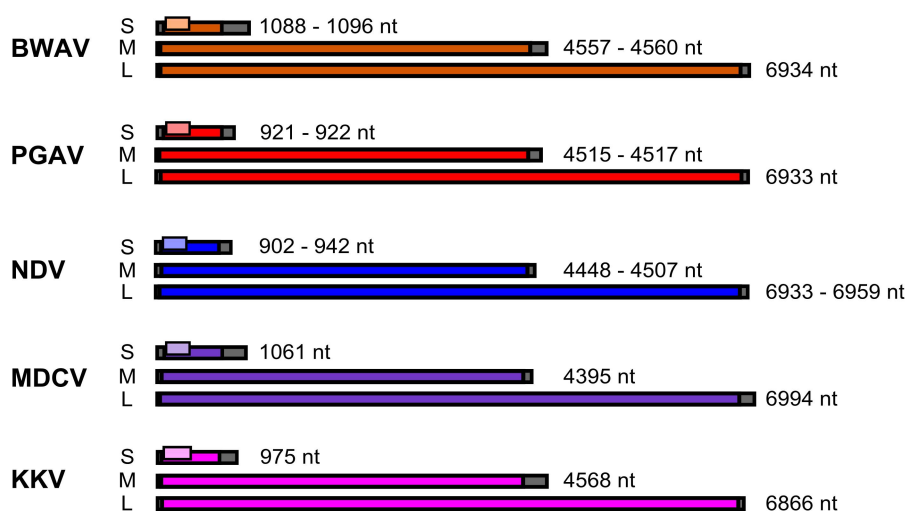 S 1088 - 1096 nt
BWAV M 4557 - 4560 nt
L 6934 nt
S 921 - 922 nt
PGAV M 4515 - 4517 nt
L 6933 nt
S 902 - 942 nt
NDV M 4448 - 4507 nt
L 6933 - 6959 nt
S 1061 nt
MDCV M 4395 nt
L 6994 nt
S 975 nt
KKV M 4568 nt
L 6866 nt